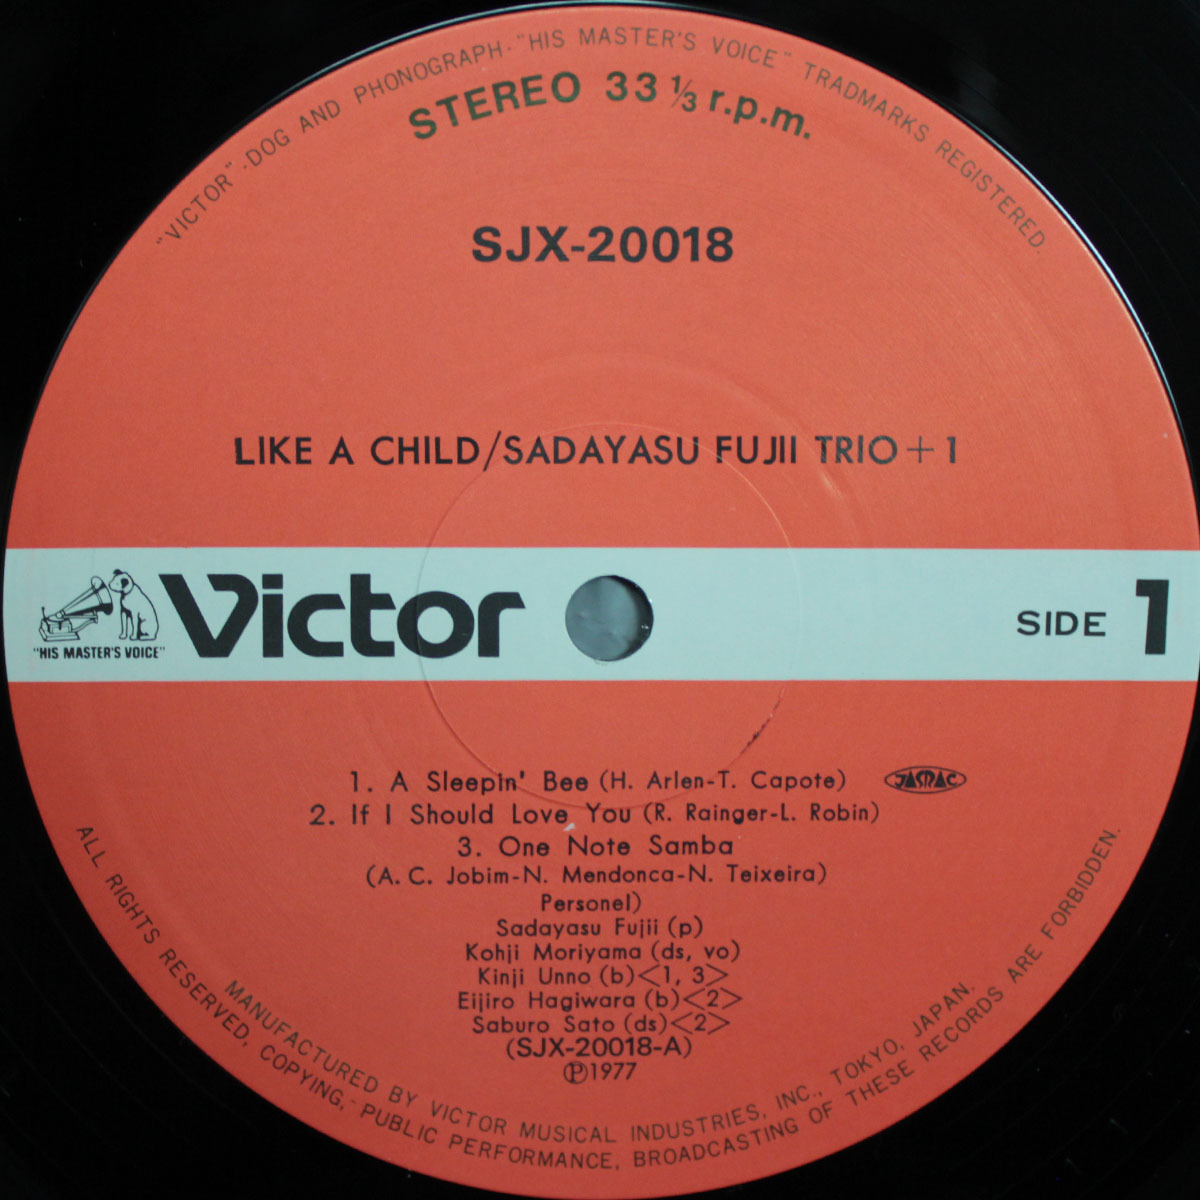 "VICTOR"-DOG AND PHONOGRAPH-"HIS MASTER'S VOICE" TRADMARKS REGISTERED.
STEREO 33 1/3 r.p.m.
SJX-20018
LIKE A CHILD/SADAYASU FUJII TRIO+1
"HIS MASTER'S VOICE"
Victor
SIDE 1
1. A Sleepin' Bee (H. Arlen-T. Capote) JASRAC
2. If I Should Love You (R. Rainger-L. Robin)
3. One Note Samba
(A. C. Jobim-N. Mendonca-N. Teixeira)
Personel)
Sadayasu Fujii (p)
Kohji Moriyama (ds, vo)
Kinji Unno (b)<1, 3>
Eijiro Hagiwara (b)<2>
Saburo Sato (ds)<2>
(SJX-20018-A)
Ⓟ1977
MANUFACTURED BY VICTOR MUSICAL INDUSTRIES, INC., TOKYO, JAPAN.
ALL RIGHTS RESERVED, COPYING, PUBLIC PERFORMANCE, BROADCASTING OF THESE RECORDS ARE FORBIDDEN.